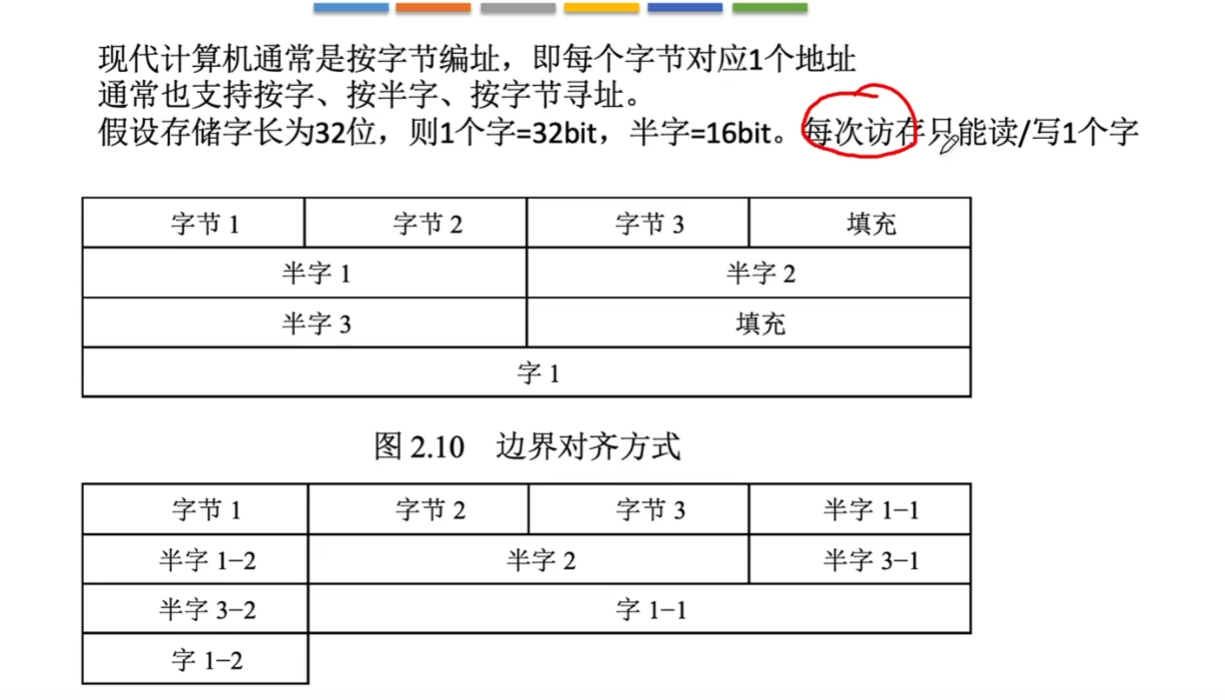 现代计算机通常是按字节编址，即每个字节对应1个地址
通常也支持按字、按半字、按字节寻址。
假设存储字长为32位，则1个字=32bit，半字=16bit。每次访存只能读/写1个字
字节 1 字节 2 字节 3 填充
半字 1 半字 2
半字 3 填充
字 1
图 2.10 边界对齐方式
字节 1 字节 2 字节 3 半字 1-1
半字 1-2 半字 2 半字 3-1
半字 3-2 字 1-1
字 1-2